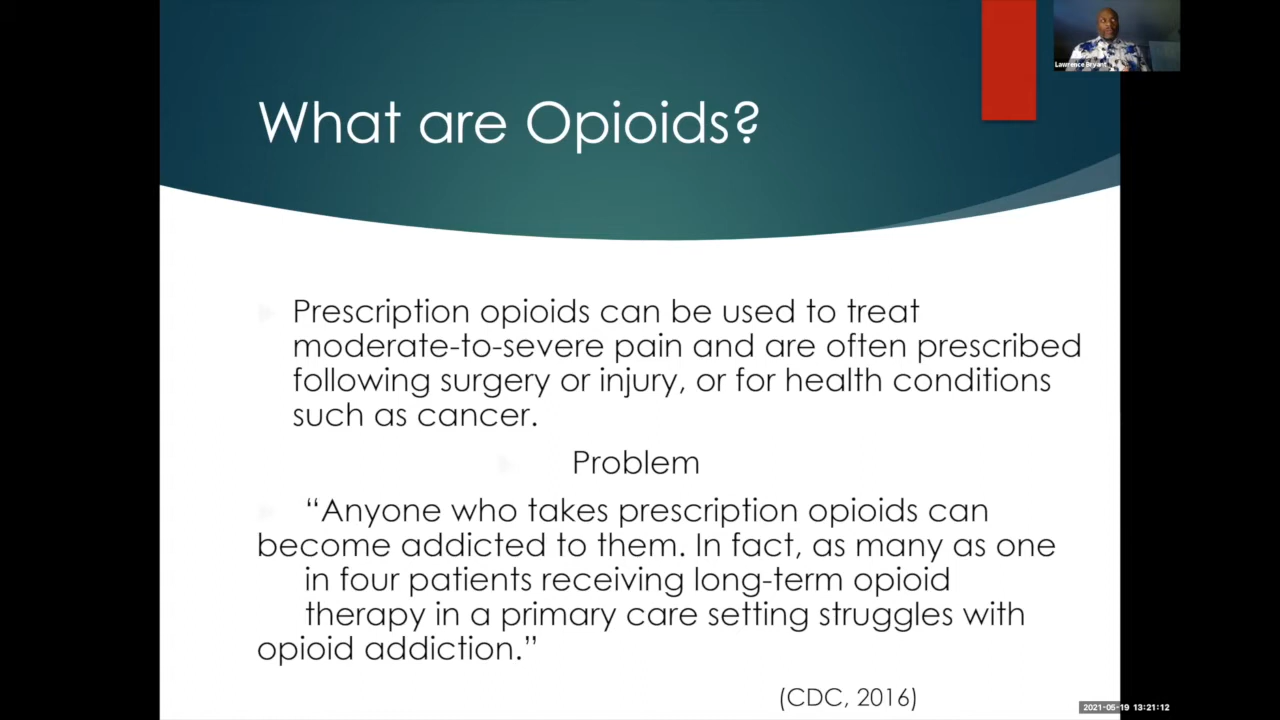 Lawrence Bryant
What are Opioids?
Prescription opioids can be used to treat
moderate-to-severe pain and are often prescribed
following surgery or injury, or for health conditions
such as cancer.
Problem
“Anyone who takes prescription opioids can
become addicted to them. In fact, as many as one
in four patients receiving long-term opioid
therapy in a primary care setting struggles with
opioid addiction.”
(CDC, 2016)
2021-05-19 13:21:12